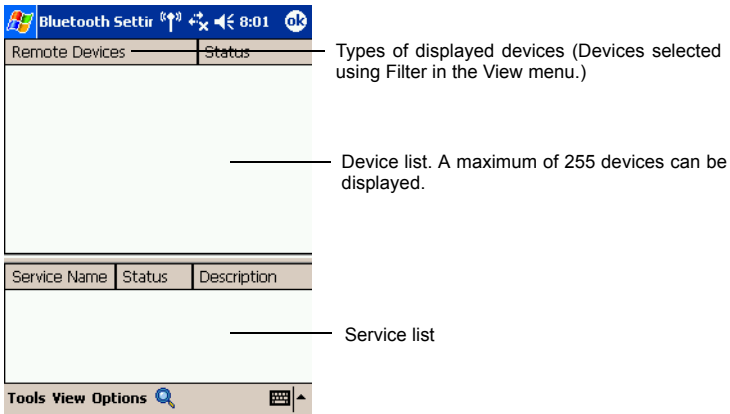 Bluetooth Settir 8:01 ok
Remote Devices Status
Types of displayed devices (Devices selected
using Filter in the View menu.)
Device list. A maximum of 255 devices can be
displayed.
Service Name Status Description
Service list
Tools View Options